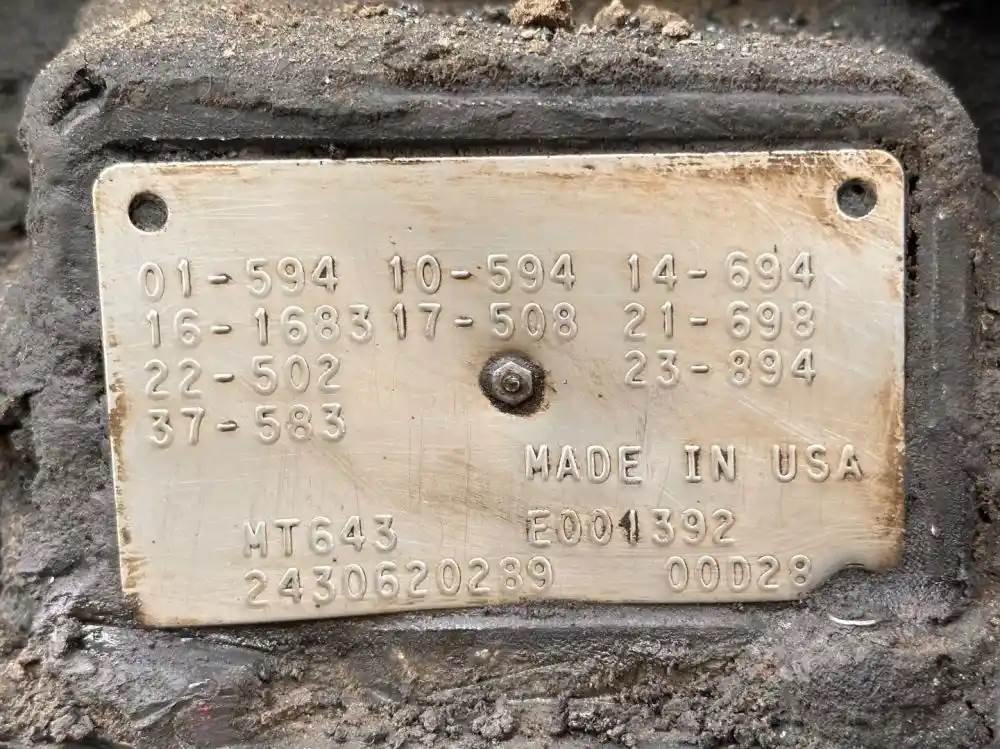 01-594 10-594 14-694
16-1683 17-508 21-698
22-502 23-894
37-583
MADE IN USA
MT643 E001392
2430620289 00D28